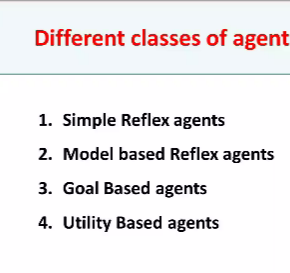 Different classes of agent
1. Simple Reflex agents
2. Model based Reflex agents
3. Goal Based agents
4. Utility Based agents